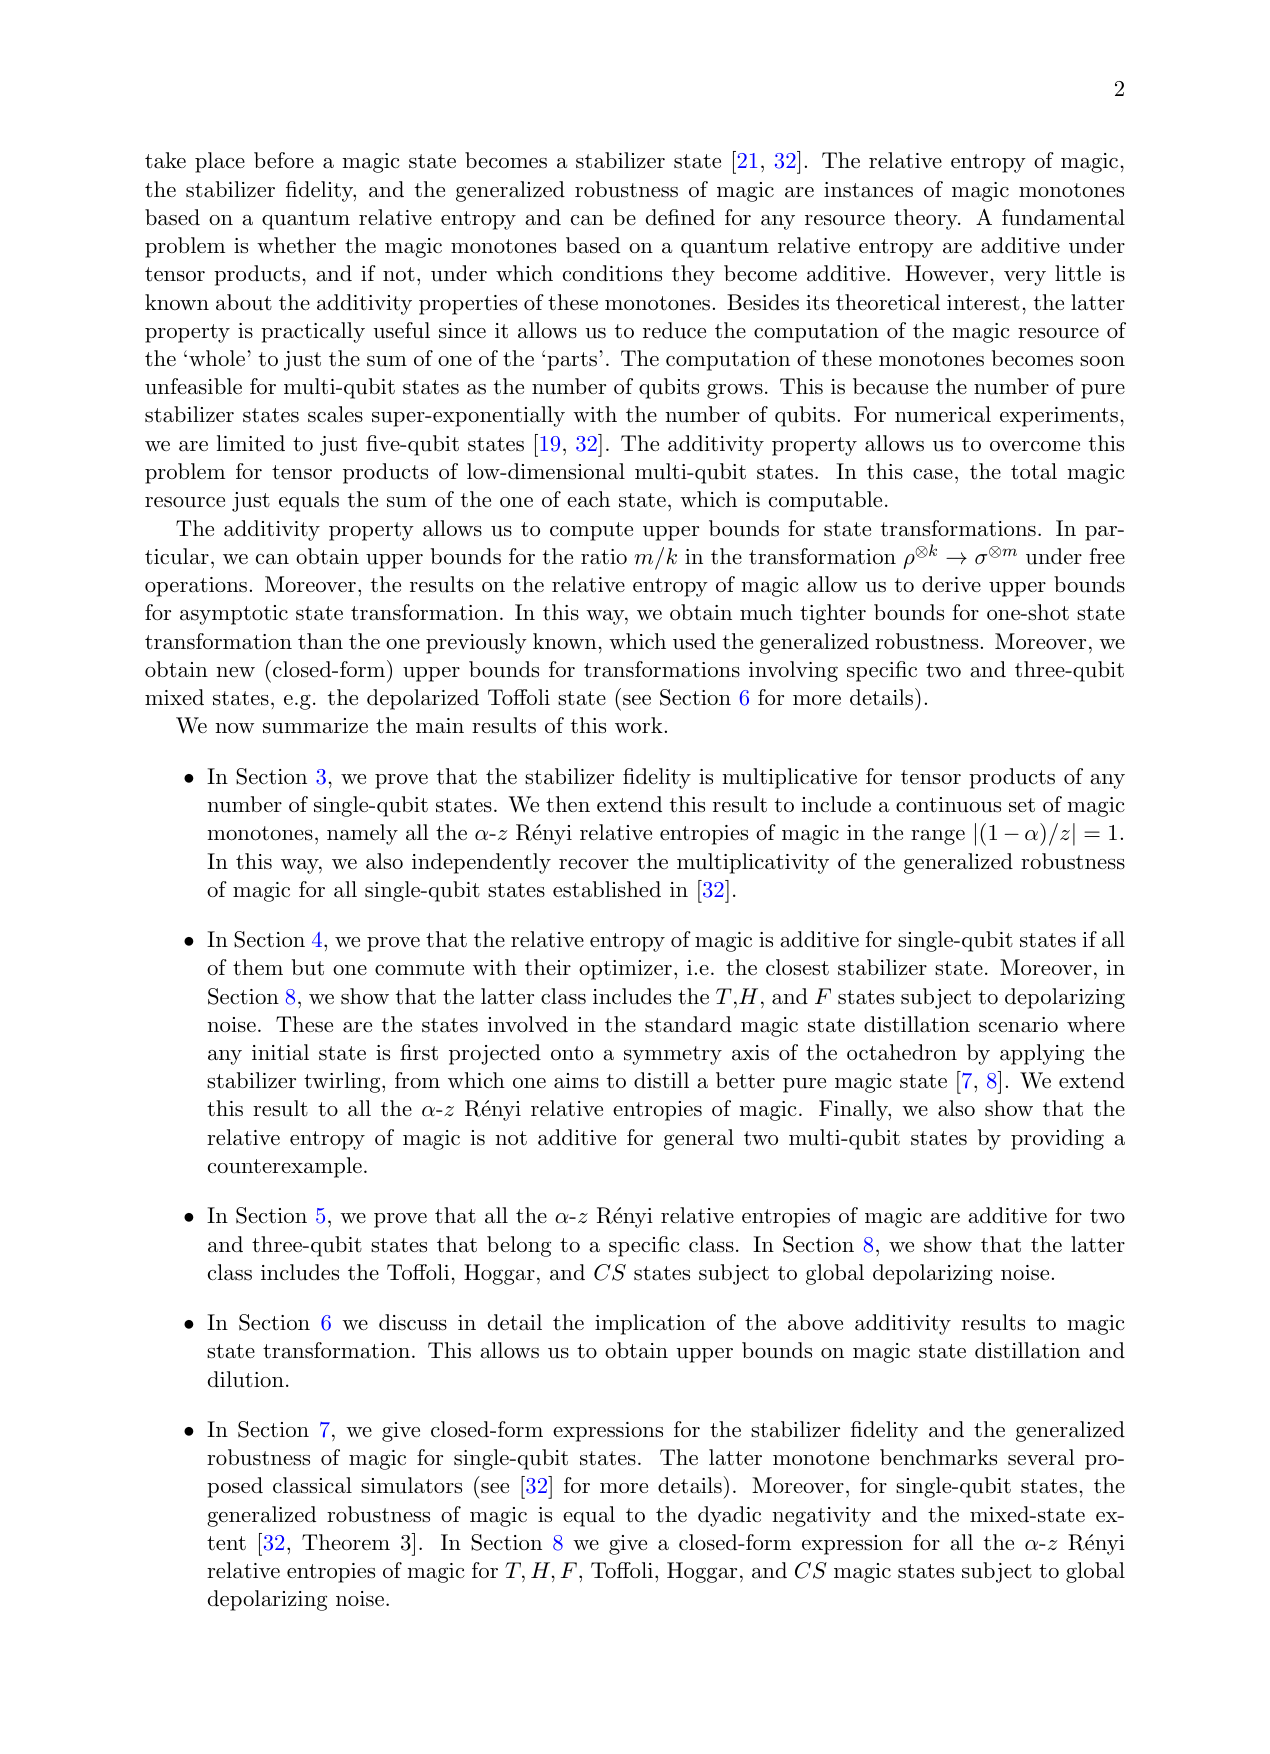 2
take place before a magic state becomes a stabilizer state [21, 32]. The relative entropy of magic,
the stabilizer fidelity, and the generalized robustness of magic are instances of magic monotones
based on a quantum relative entropy and can be defined for any resource theory. A fundamental
problem is whether the magic monotones based on a quantum relative entropy are additive under
tensor products, and if not, under which conditions they become additive. However, very little is
known about the additivity properties of these monotones. Besides its theoretical interest, the latter
property is practically useful since it allows us to reduce the computation of the magic resource of
the ‘whole’ to just the sum of one of the ‘parts’. The computation of these monotones becomes soon
unfeasible for multi-qubit states as the number of qubits grows. This is because the number of pure
stabilizer states scales super-exponentially with the number of qubits. For numerical experiments,
we are limited to just five-qubit states [19, 32]. The additivity property allows us to overcome this
problem for tensor products of low-dimensional multi-qubit states. In this case, the total magic
resource just equals the sum of the one of each state, which is computable.
The additivity property allows us to compute upper bounds for state transformations. In par-
ticular, we can obtain upper bounds for the ratio m/k in the transformation ρ⊗k → σ⊗m under free
operations. Moreover, the results on the relative entropy of magic allow us to derive upper bounds
for asymptotic state transformation. In this way, we obtain much tighter bounds for one-shot state
transformation than the one previously known, which used the generalized robustness. Moreover, we
obtain new (closed-form) upper bounds for transformations involving specific two and three-qubit
mixed states, e.g. the depolarized Toffoli state (see Section 6 for more details).
We now summarize the main results of this work.
• In Section 3, we prove that the stabilizer fidelity is multiplicative for tensor products of any
number of single-qubit states. We then extend this result to include a continuous set of magic
monotones, namely all the α-z Rényi relative entropies of magic in the range |(1 − α)/z| = 1.
In this way, we also independently recover the multiplicativity of the generalized robustness
of magic for all single-qubit states established in [32].
• In Section 4, we prove that the relative entropy of magic is additive for single-qubit states if all
of them but one commute with their optimizer, i.e. the closest stabilizer state. Moreover, in
Section 8, we show that the latter class includes the T,H, and F states subject to depolarizing
noise. These are the states involved in the standard magic state distillation scenario where
any initial state is first projected onto a symmetry axis of the octahedron by applying the
stabilizer twirling, from which one aims to distill a better pure magic state [7, 8]. We extend
this result to all the α-z Rényi relative entropies of magic. Finally, we also show that the
relative entropy of magic is not additive for general two multi-qubit states by providing a
counterexample.
• In Section 5, we prove that all the α-z Rényi relative entropies of magic are additive for two
and three-qubit states that belong to a specific class. In Section 8, we show that the latter
class includes the Toffoli, Hoggar, and CS states subject to global depolarizing noise.
• In Section 6 we discuss in detail the implication of the above additivity results to magic
state transformation. This allows us to obtain upper bounds on magic state distillation and
dilution.
• In Section 7, we give closed-form expressions for the stabilizer fidelity and the generalized
robustness of magic for single-qubit states. The latter monotone benchmarks several pro-
posed classical simulators (see [32] for more details). Moreover, for single-qubit states, the
generalized robustness of magic is equal to the dyadic negativity and the mixed-state ex-
tent [32, Theorem 3]. In Section 8 we give a closed-form expression for all the α-z Rényi
relative entropies of magic for T, H, F, Toffoli, Hoggar, and CS magic states subject to global
depolarizing noise.